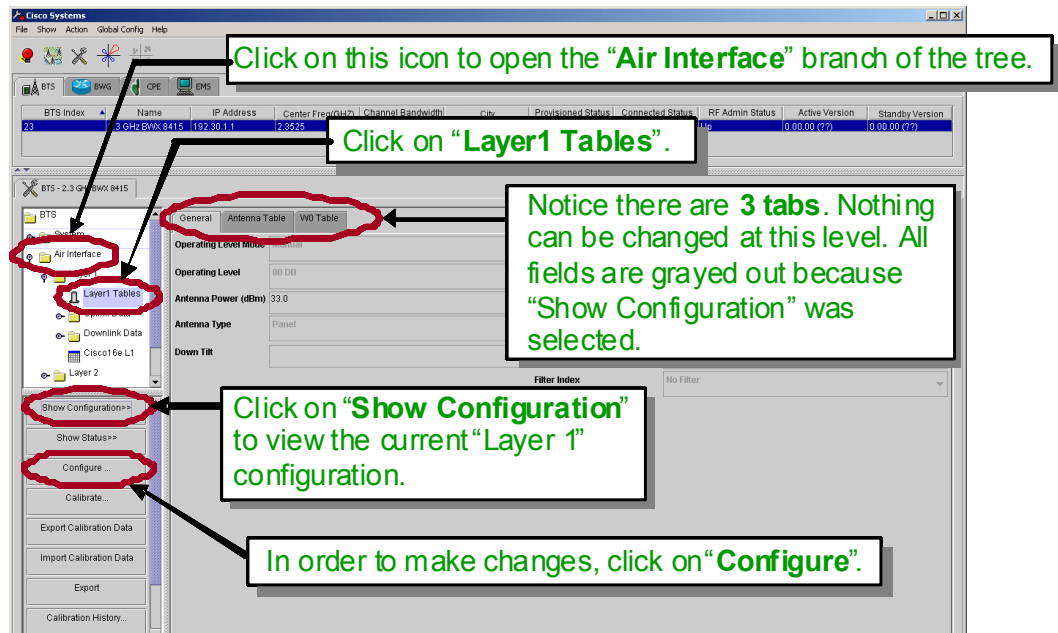 Cisco Systems
File Show Action Global Config Help
Click on this icon to open the “Air Interface” branch of the tree.
BTS BWG CPE EMS
BTS Index Name IP Address Center Freq(GHZ) Channel Bandwidth City Provisioned Status Connected Status RF Admin Status Active Version Standby Version
23 2.3 GHz BWX 8415 192.30.1.1 2.3525 Up 0.00.00 (??) 0.00.00 (??)
Click on “Layer1 Tables”.
BTS - 2.3 GHz BWX 8415
BTS
System
Air Interface
Layer1 Tables
Downlink Data
Cisco16e L1
Layer 2
General Antenna Table W0 Table
Operating Level Mode Manual
Operating Level 80 DB
Antenna Power (dBm) 33.0
Antenna Type Panel
Down Tilt
Filter Index No Filter
Notice there are 3 tabs. Nothing
can be changed at this level. All
fields are grayed out because
“Show Configuration” was
selected.
Show Configuration>>
Show Status>>
Configure ...
Calibrate...
Export Calibration Data
Import Calibration Data
Export
Calibration History...
Click on “Show Configuration”
to view the current “Layer 1”
configuration.
In order to make changes, click on “Configure”.